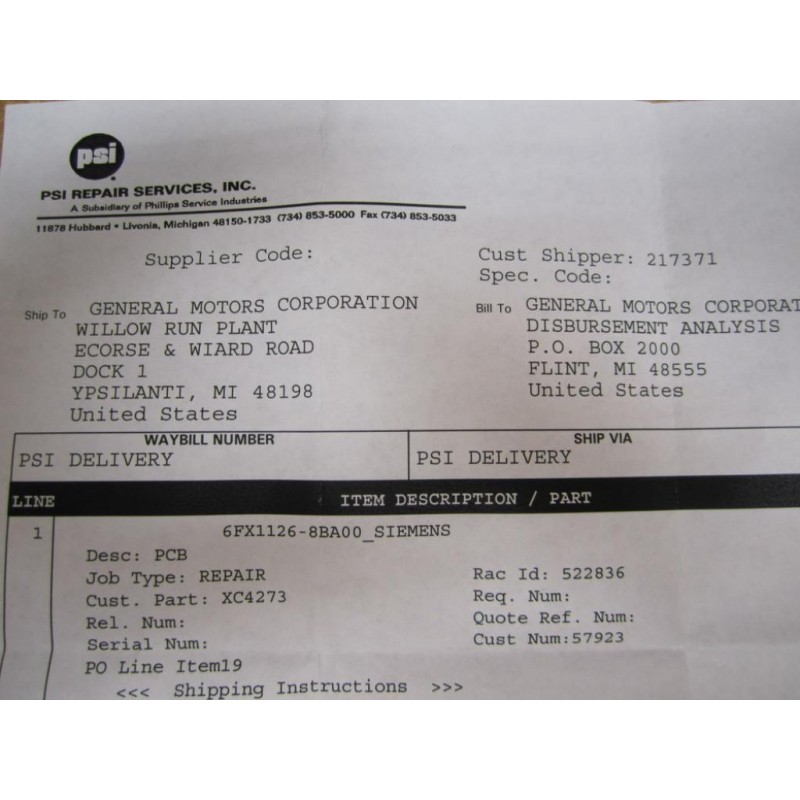 psi
PSI REPAIR SERVICES, INC.
A Subsidiary of Phillips Service Industries
11878 Hubbard • Livonia, Michigan 48150-1733 (734) 853-5000 Fax (734) 853-5033
Supplier Code:
Cust Shipper: 217371
Spec. Code:
Ship To GENERAL MOTORS CORPORATION
WILLOW RUN PLANT
ECORSE & WIARD ROAD
DOCK 1
YPSILANTI, MI 48198
United States
Bill To GENERAL MOTORS CORPORAT
DISBURSEMENT ANALYSIS
P.O. BOX 2000
FLINT, MI 48555
United States
WAYBILL NUMBER
PSI DELIVERY
SHIP VIA
PSI DELIVERY
LINE ITEM DESCRIPTION / PART
1 6FX1126-8BA00_SIEMENS
Desc: PCB
Job Type: REPAIR Rac Id: 522836
Cust. Part: XC4273 Req. Num:
Rel. Num: Quote Ref. Num:
Serial Num: Cust Num:57923
PO Line Item19
<<< Shipping Instructions >>>